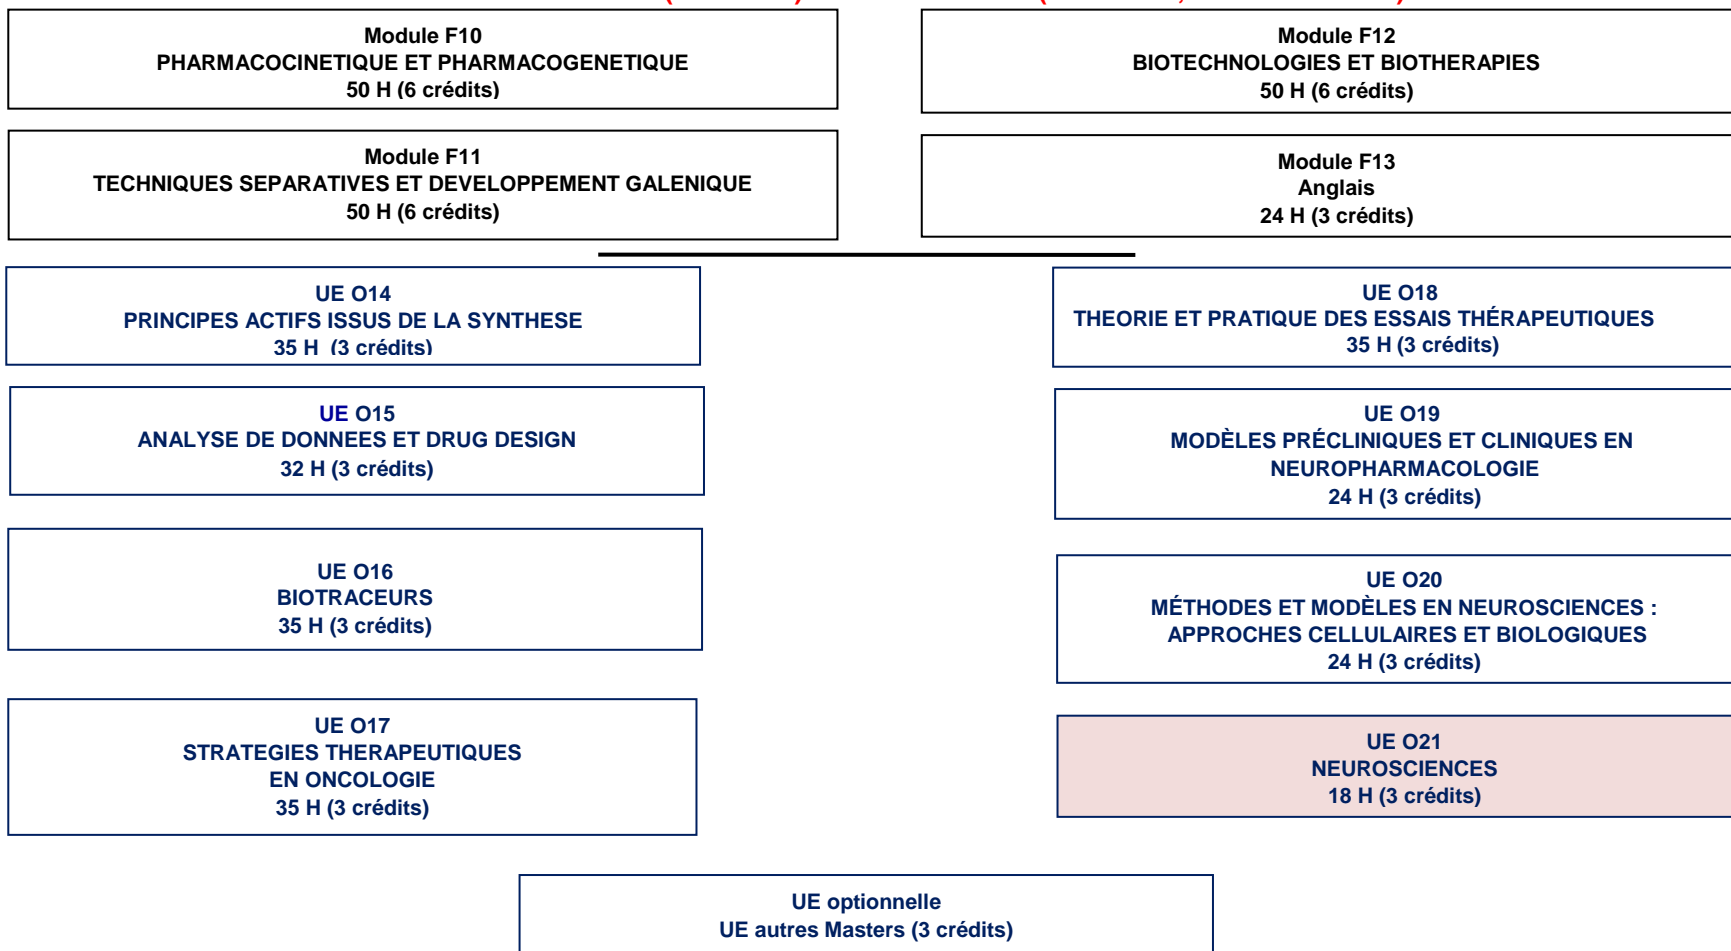 Module F10
PHARMACOCINETIQUE ET PHARMACOGENETIQUE
50 H (6 crédits)
Module F12
BIOTECHNOLOGIES ET BIOTHERAPIES
50 H (6 crédits)
Module F11
TECHNIQUES SEPARATIVES ET DEVELOPPEMENT GALENIQUE
50 H (6 crédits)
Module F13
Anglais
24 H (3 crédits)
UE O14
PRINCIPES ACTIFS ISSUS DE LA SYNTHESE
35 H (3 crédits)
UE O18
THEORIE ET PRATIQUE DES ESSAIS THÉRAPEUTIQUES
35 H (3 crédits)
UE O15
ANALYSE DE DONNEES ET DRUG DESIGN
32 H (3 crédits)
UE O19
MODÈLES PRÉCLINIQUES ET CLINIQUES EN
NEUROPHARMACOLOGIE
24 H (3 crédits)
UE O16
BIOTRACEURS
35 H (3 crédits)
UE O20
MÉTHODES ET MODÈLES EN NEUROSCIENCES :
APPROCHES CELLULAIRES ET BIOLOGIQUES
24 H (3 crédits)
UE O17
STRATEGIES THERAPEUTIQUES
EN ONCOLOGIE
35 H (3 crédits)
UE O21
NEUROSCIENCES
18 H (3 crédits)
UE optionnelle
UE autres Masters (3 crédits)